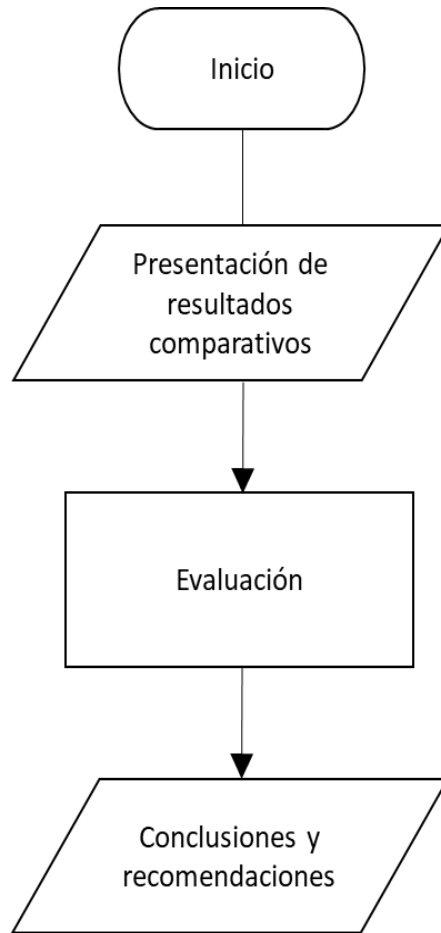 Inicio
Presentación de
resultados
comparativos
Evaluación
Conclusiones y
recomendaciones